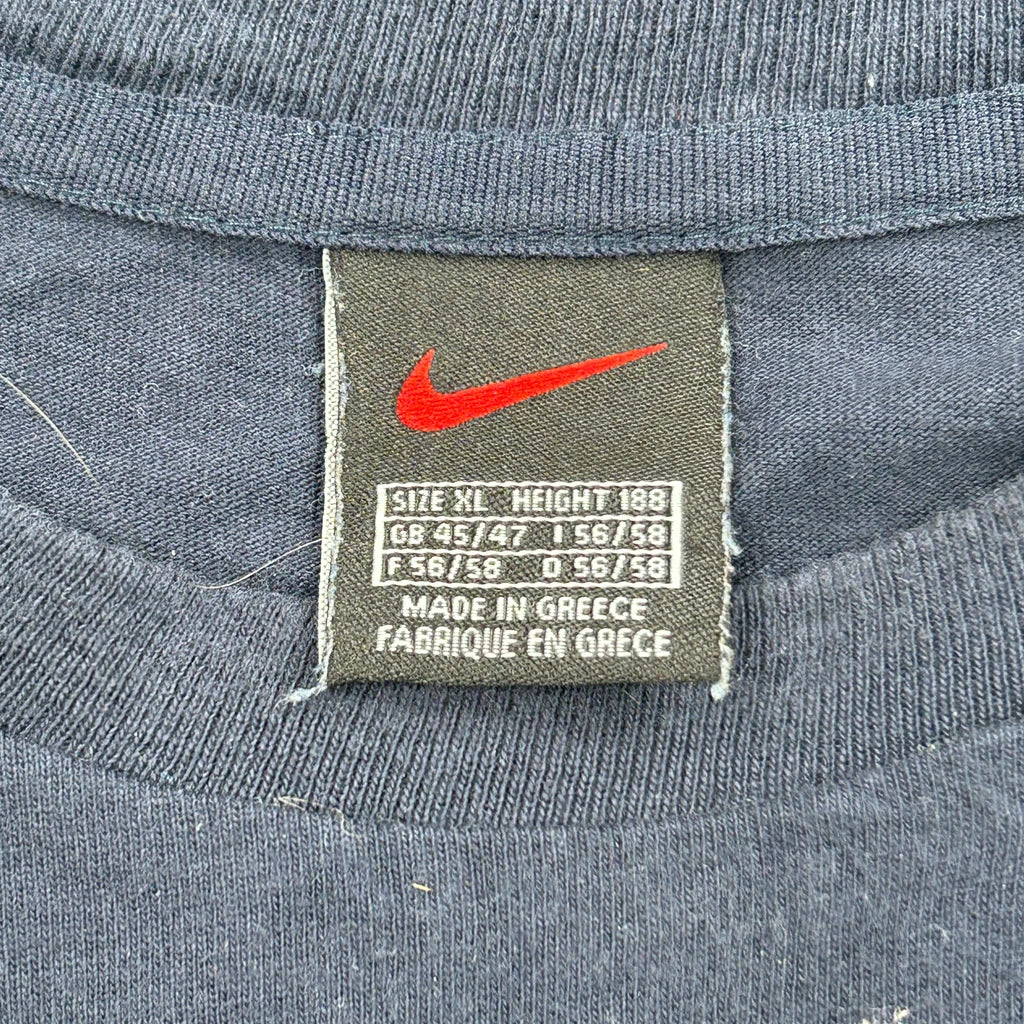 SIZE XL HEIGHT 188
GB 45/47 I 56/58
F 56/58 D 56/58
MADE IN GREECE
FABRIQUE EN GRECE